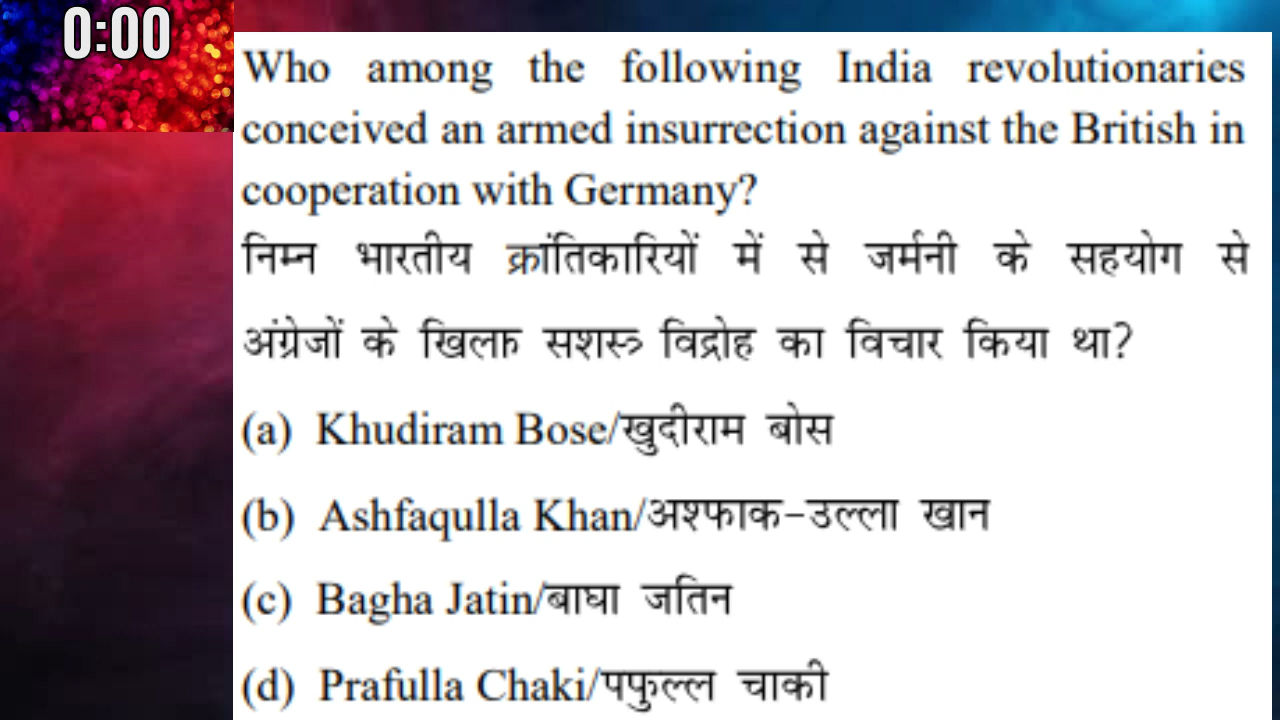 0:00
Who among the following India revolutionaries
conceived an armed insurrection against the British in
cooperation with Germany?
निम्न भारतीय क्रांतिकारियों में से जर्मनी के सहयोग से
अंग्रेजों के खिलाफ सशस्त्र विद्रोह का विचार किया था?
(a) Khudiram Bose/खुदीराम बोस
(b) Ashfaqulla Khan/अश्फाक-उल्ला खान
(c) Bagha Jatin/बाघा जतिन
(d) Prafulla Chaki/पफुल्ल चाकी